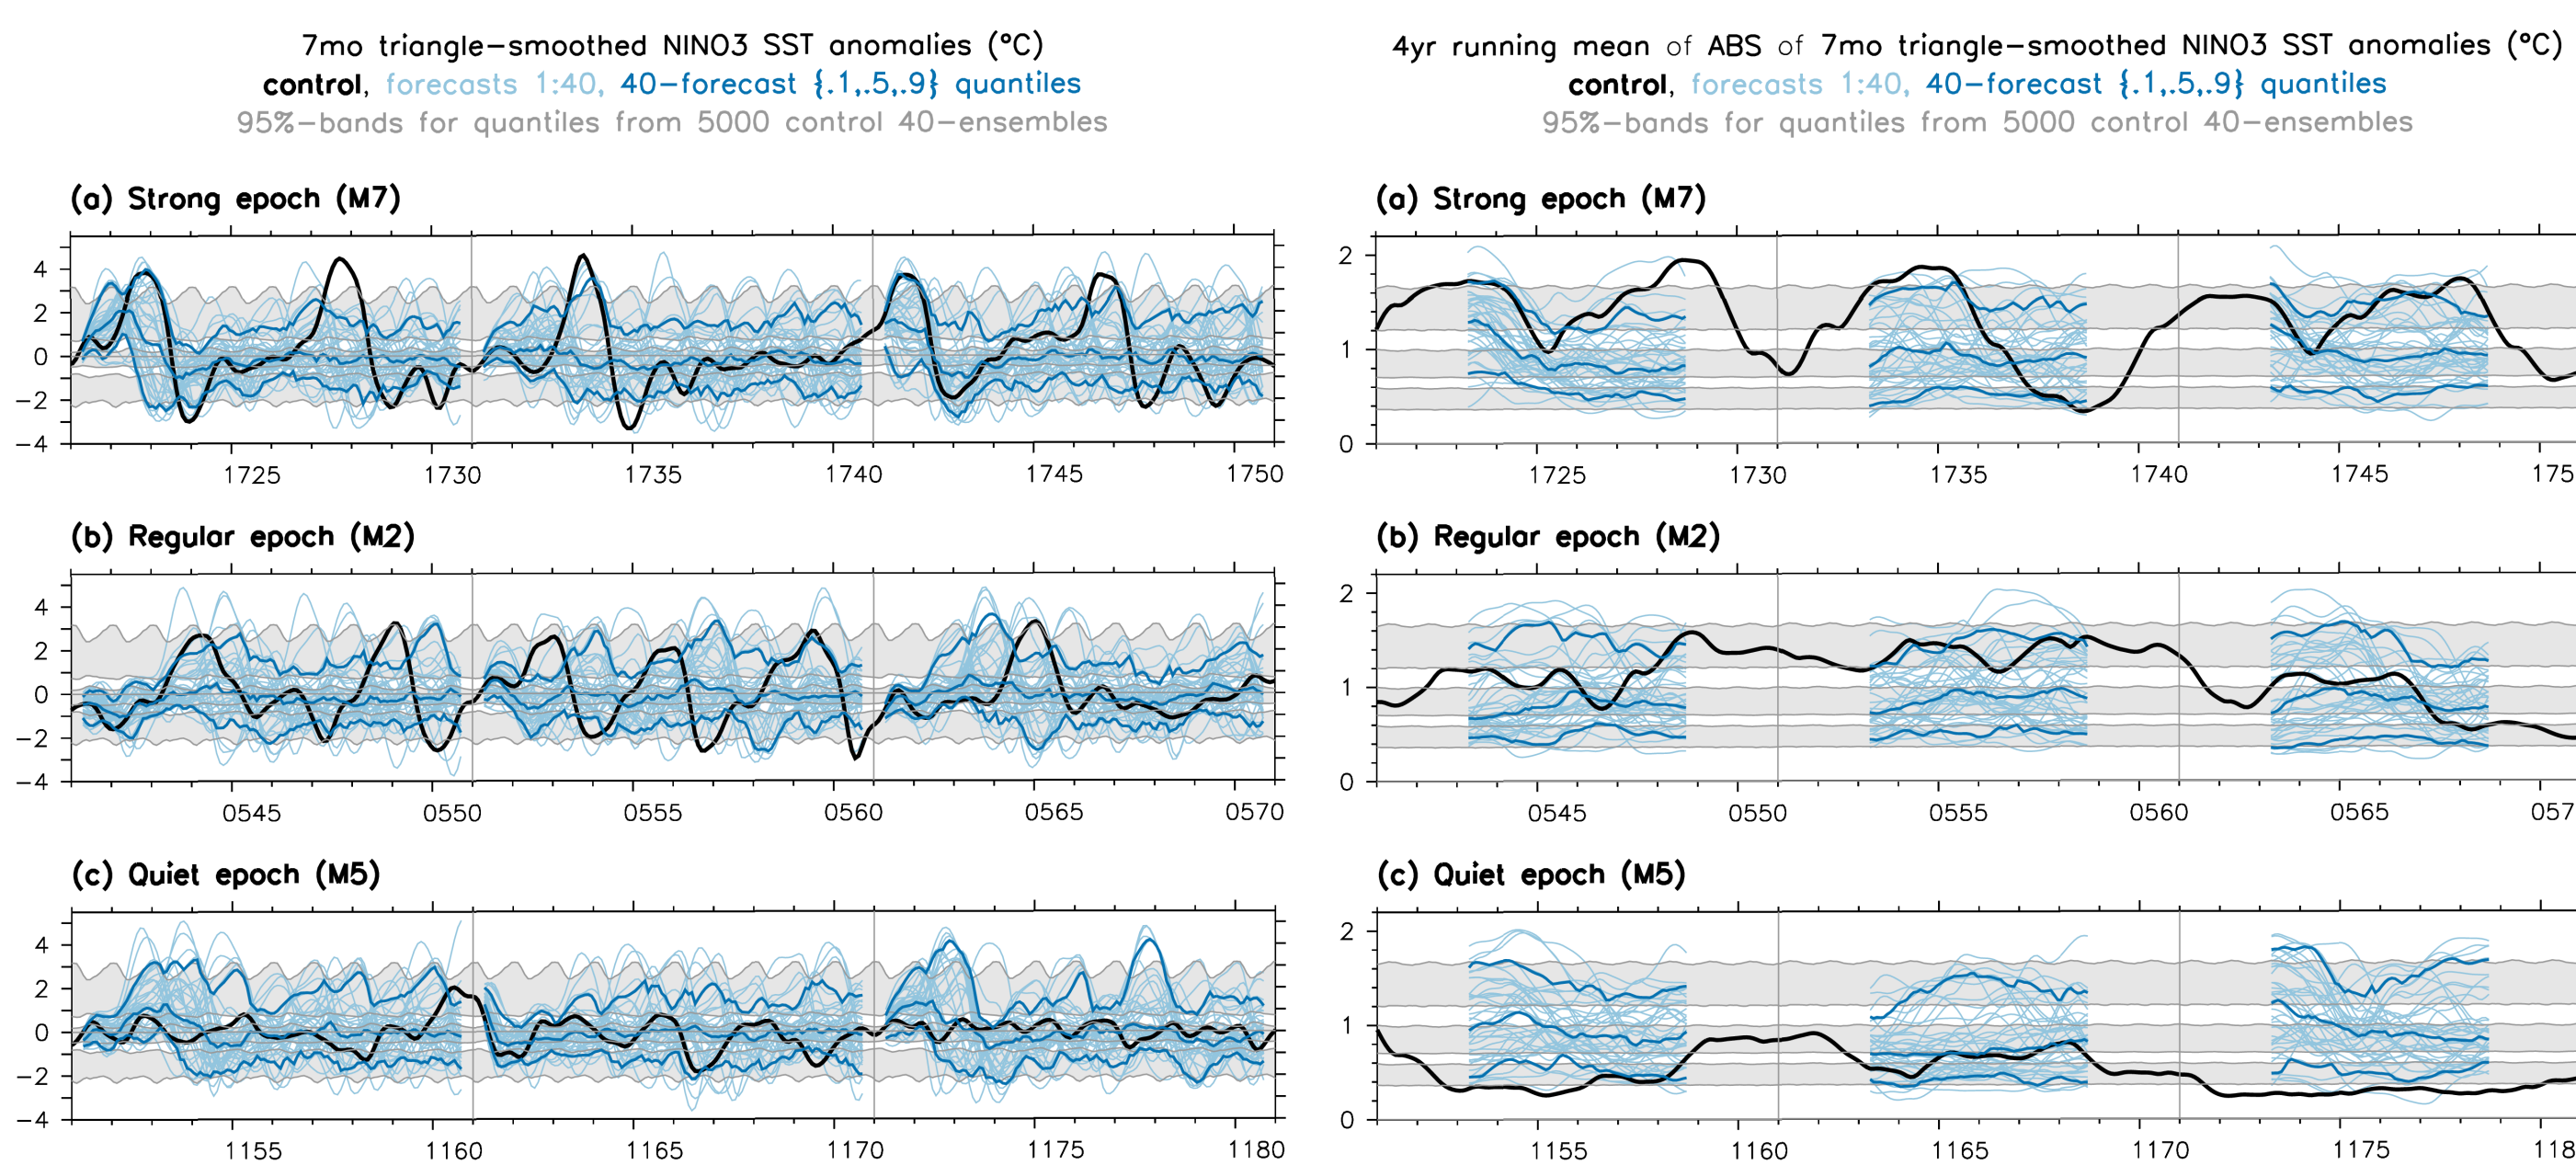 7mo triangle-smoothed NINO3 SST anomalies (°C)
control, forecasts 1:40, 40-forecast {.1,.5,.9} quantiles
95%-bands for quantiles from 5000 control 40-ensembles
(a) Strong epoch (M7)
4
2
0
-2
-4
1725 1730 1735 1740 1745 1750
(b) Regular epoch (M2)
4
2
0
-2
-4
0545 0550 0555 0560 0565 0570
(c) Quiet epoch (M5)
4
2
0
-2
-4
1155 1160 1165 1170 1175 1180
4yr running mean of ABS of 7mo triangle-smoothed NINO3 SST anomalies (°C)
control, forecasts 1:40, 40-forecast {.1,.5,.9} quantiles
95%-bands for quantiles from 5000 control 40-ensembles
(a) Strong epoch (M7)
2
1
0
1725 1730 1735 1740 1745 175
(b) Regular epoch (M2)
2
1
0
0545 0550 0555 0560 0565 057
(c) Quiet epoch (M5)
2
1
0
1155 1160 1165 1170 1175 118